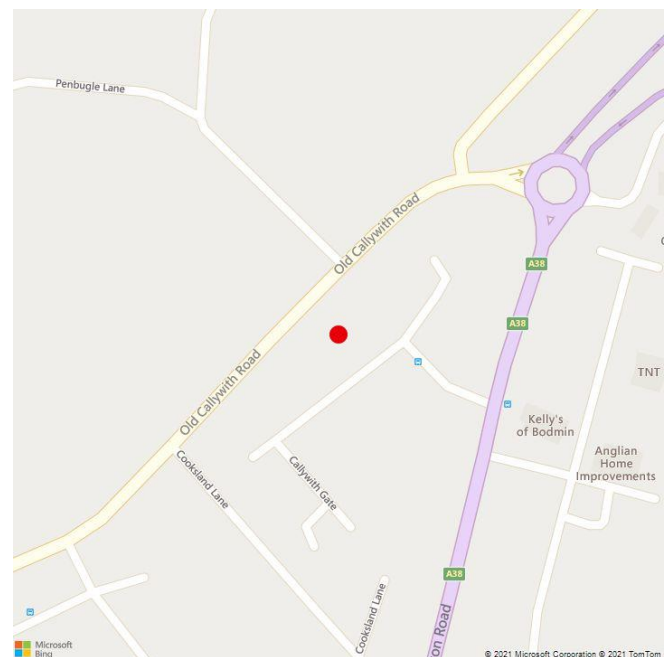 Penbugle Lane
Old Callywith Road
A38
A38
TNT
Old Callywith Road
Kelly's
of Bodmin
Anglian
Home
Improvements
Cooksland Lane
Callywith Gate
A38
Cooksland Lane
on Road
Microsoft
Bing
© 2021 Microsoft Corporation © 2021 TomTom